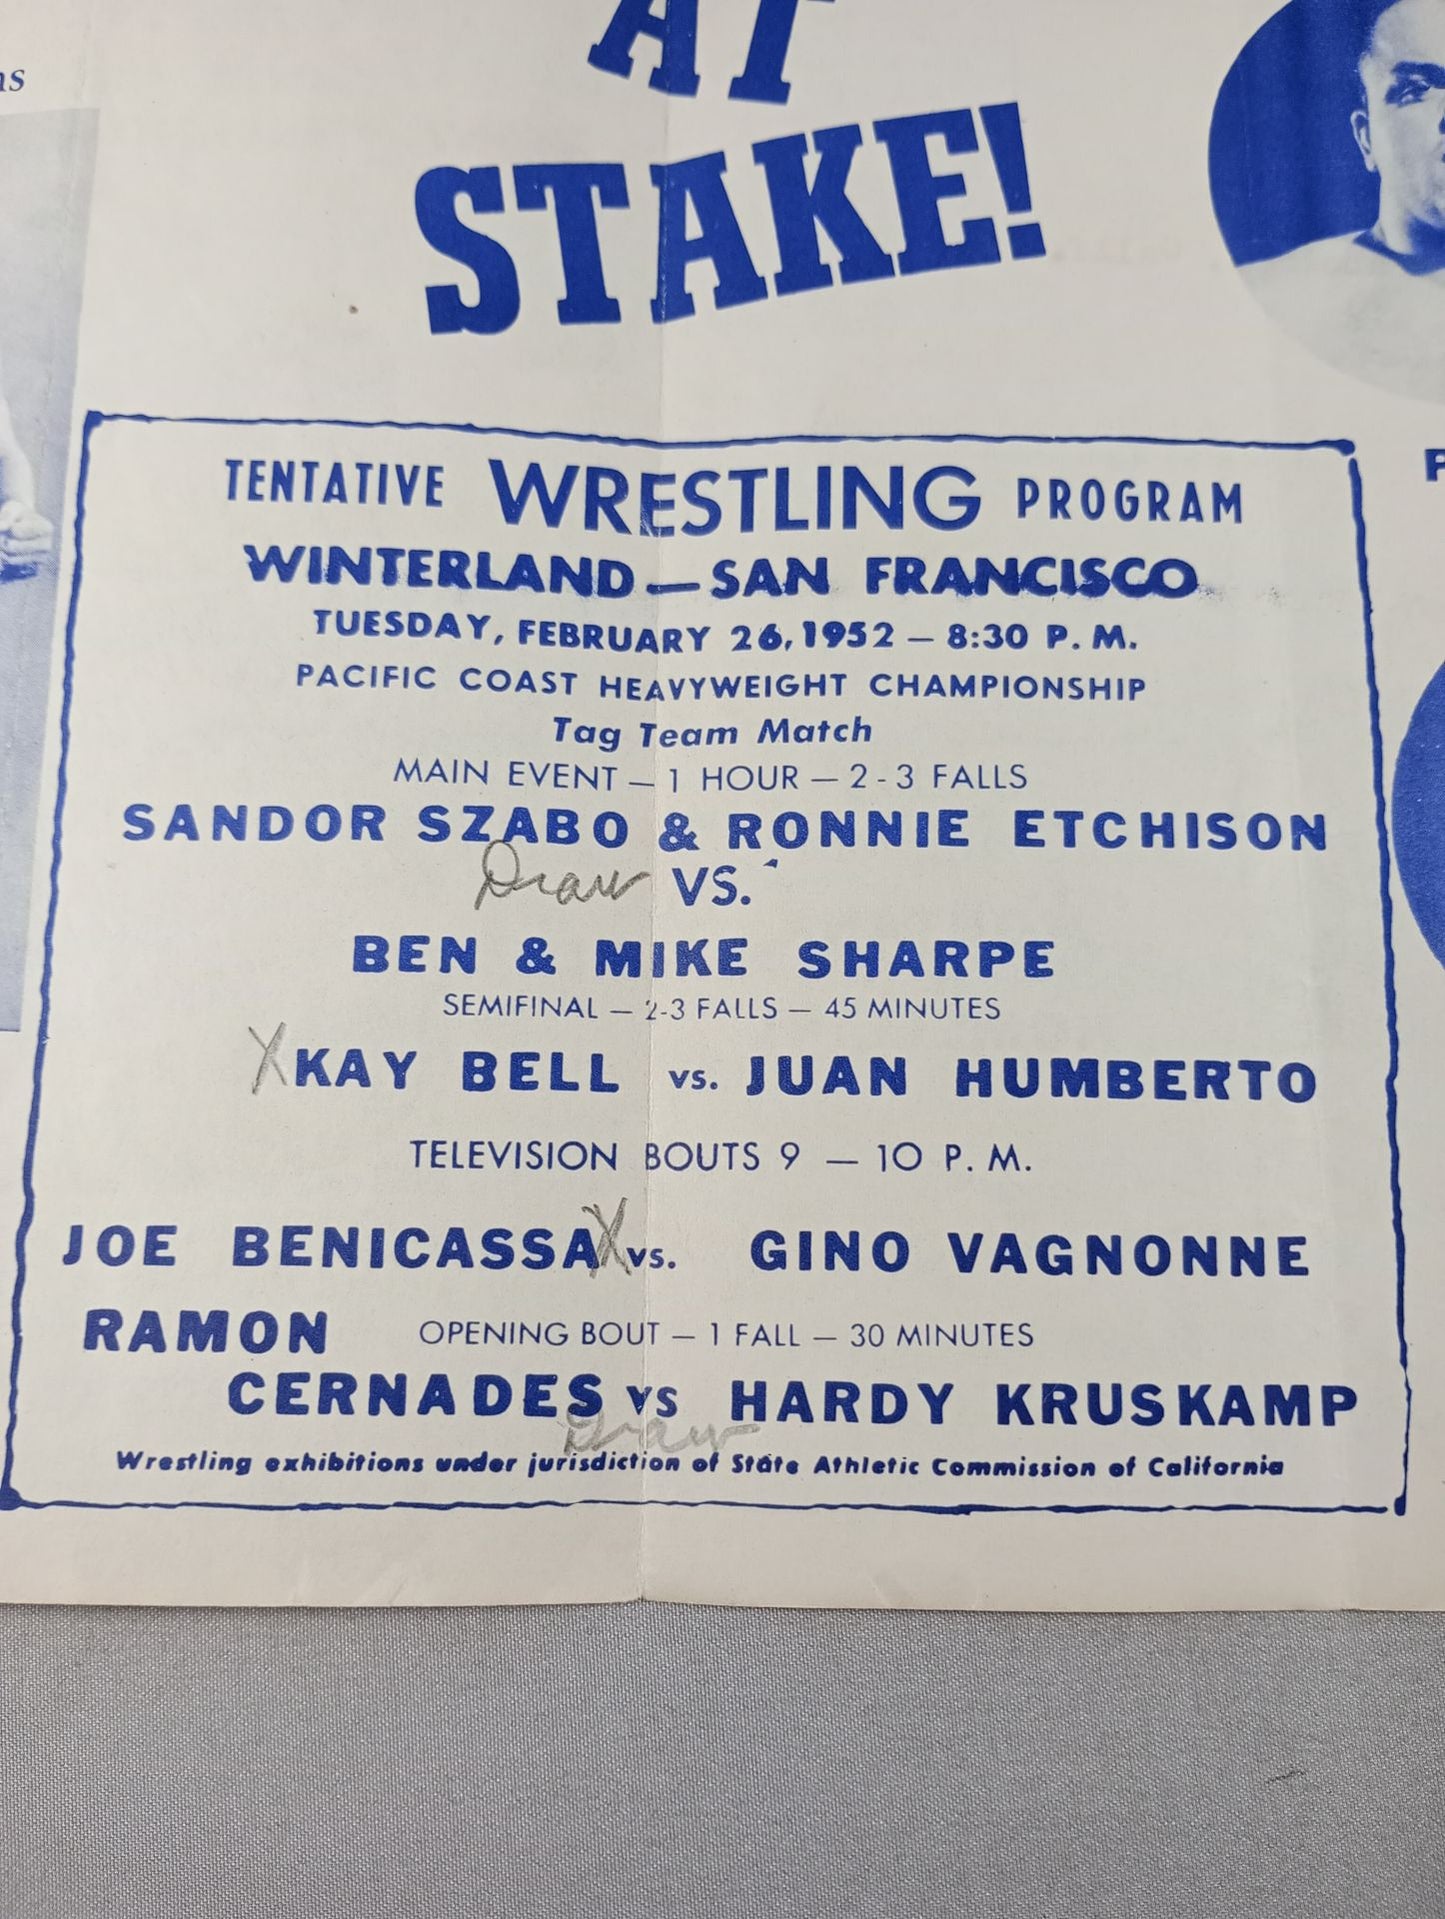 AT
STAKE!
TENTATIVE WRESTLING PROGRAM
WINTERLAND — SAN FRANCISCO
TUESDAY, FEBRUARY 26, 1952 — 8:30 P. M.
PACIFIC COAST HEAVYWEIGHT CHAMPIONSHIP
Tag Team Match
MAIN EVENT — 1 HOUR — 2-3 FALLS
SANDOR SZABO & RONNIE ETCHISON
Draw VS.
BEN & MIKE SHARPE
SEMIFINAL — 2-3 FALLS — 45 MINUTES
X KAY BELL vs. JUAN HUMBERTO
TELEVISION BOUTS 9 — 10 P. M.
JOE BENICASSA X vs. GINO VAGNONNE
RAMON OPENING BOUT — 1 FALL — 30 MINUTES
CERNADES VS HARDY KRUSKAMP
Draw
Wrestling exhibitions under jurisdiction of State Athletic Commission of California